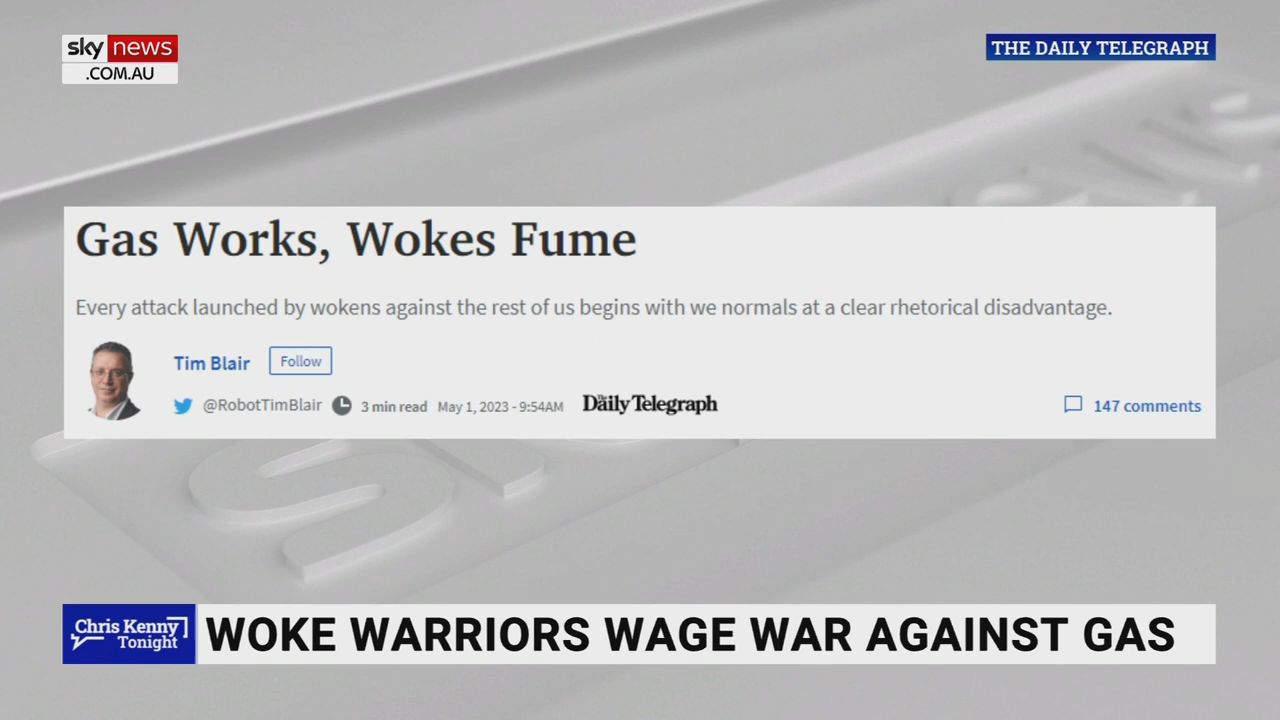 sky news
.COM.AU
THE DAILY TELEGRAPH
Gas Works, Wokes Fume
Every attack launched by wokens against the rest of us begins with we normals at a clear rhetorical disadvantage.
Tim Blair Follow
@RobotTimBlair 3 min read May 1, 2023 - 9:54AM The Daily Telegraph 147 comments
Chris Kenny
Tonight
WOKE WARRIORS WAGE WAR AGAINST GAS